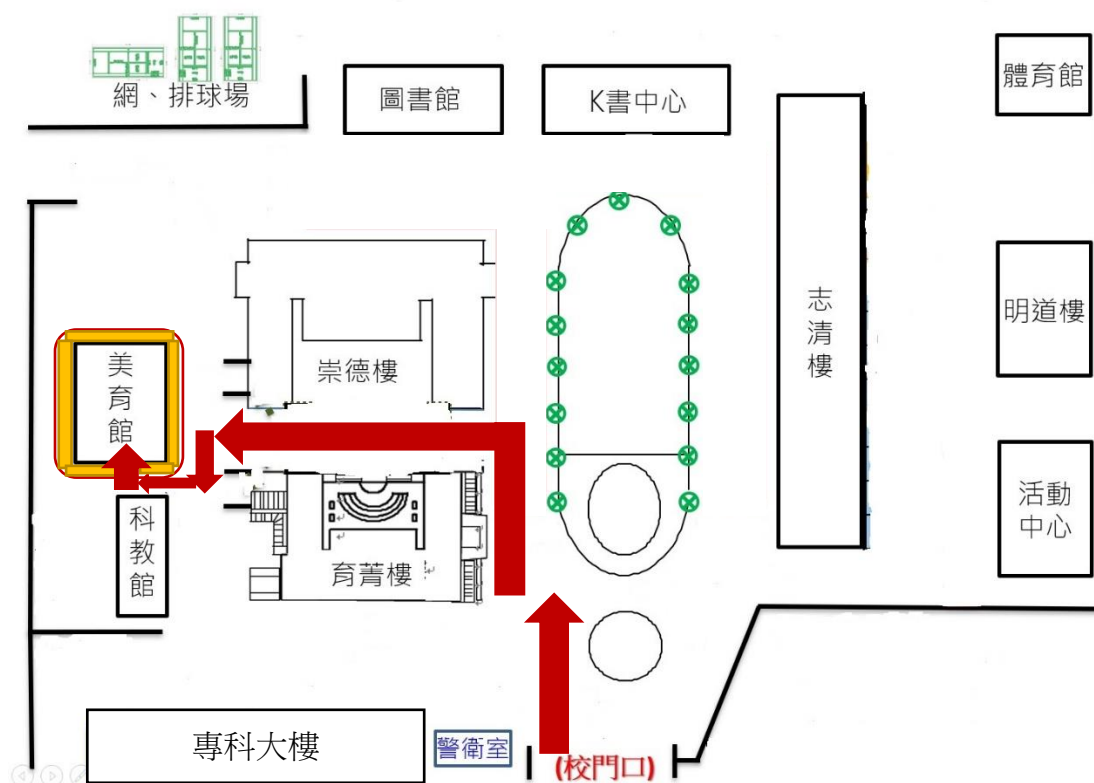 網、排球場
圖書館
K書中心
體育館
志清樓
明道樓
美育館
崇德樓
科教館
育菁樓
活動
中心
專科大樓
警衛室
(校門口)